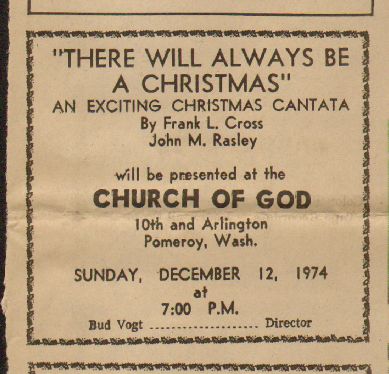 "THERE WILL ALWAYS BE
A CHRISTMAS"
AN EXCITING CHRISTMAS CANTATA
By Frank L. Cross
John M. Rasley
will be presented at the
CHURCH OF GOD
10th and Arlington
Pomeroy, Wash.
SUNDAY, DECEMBER 12, 1974
at
7:00 P.M.
Bud Vogt .................... Director